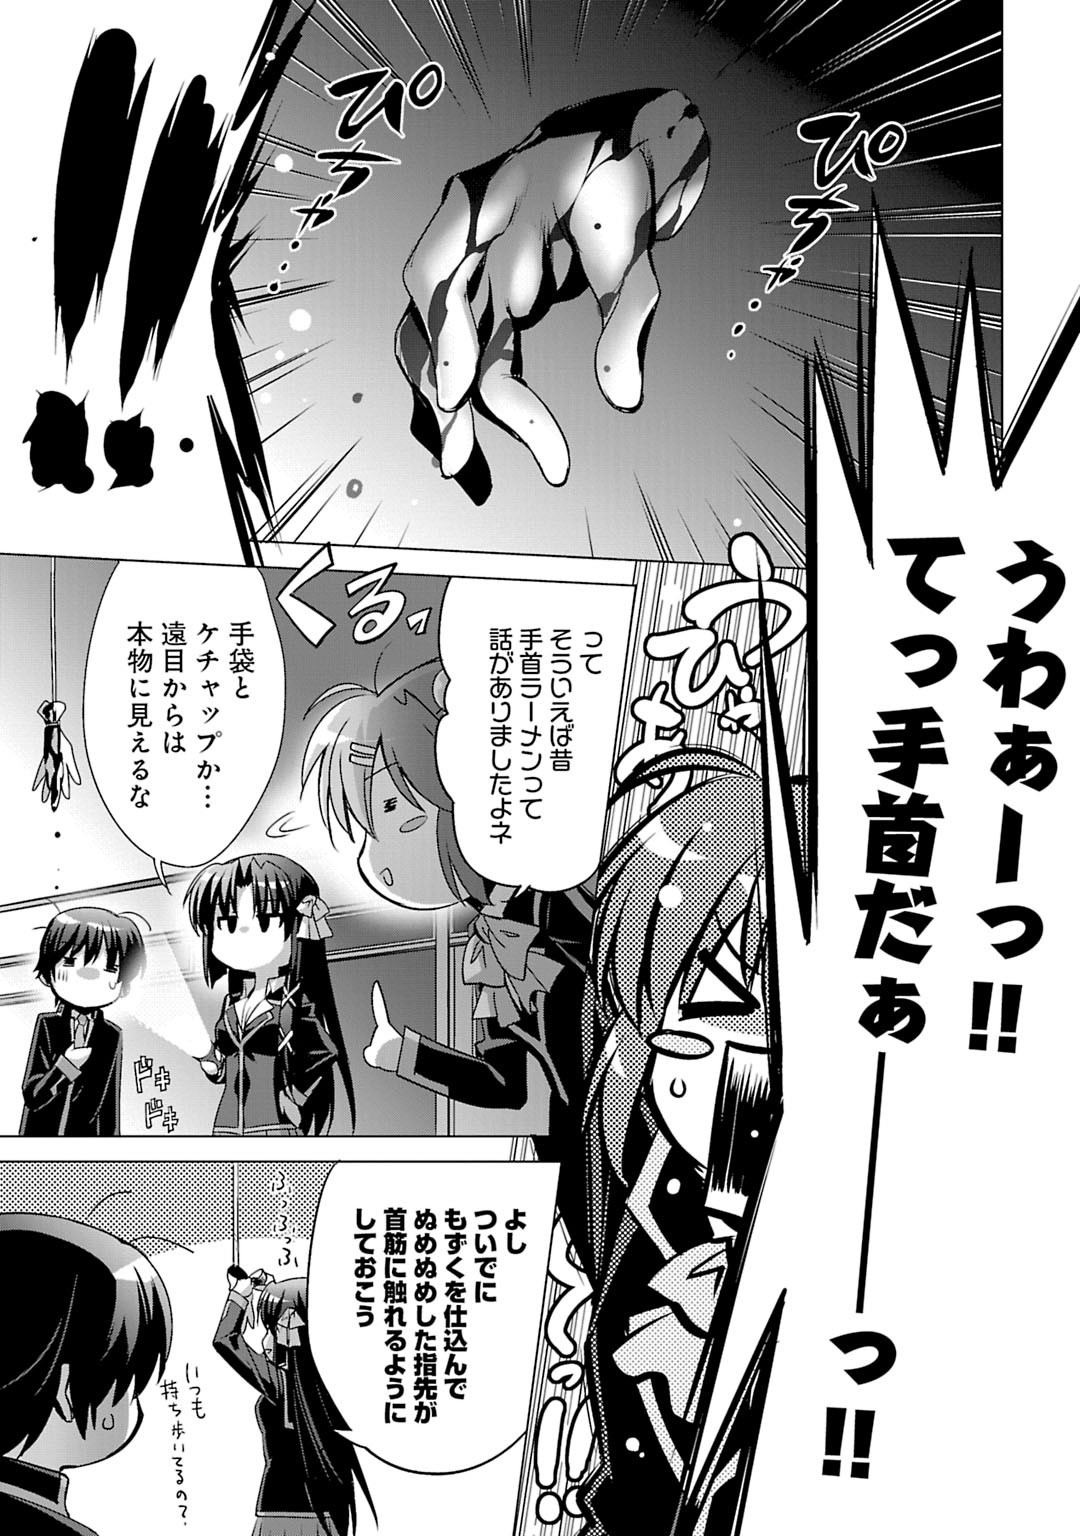 ぴちゃ…
ぴちゃ…
うわぁーっ!!
てっ手首だぁーーーっ!!
うひょ
って
そういえば昔
手首ラーメンって
話がありましたよネ
くるっ
手袋と
ケチャップか…
遠目からは
本物に見えるな
ドキ
ドキ
よし
ついでに
もずくを仕込んで
ぬめぬめした指先が
首筋に触れるように
しておこう
ふっふっふ
いつも
持ち歩いてるの?